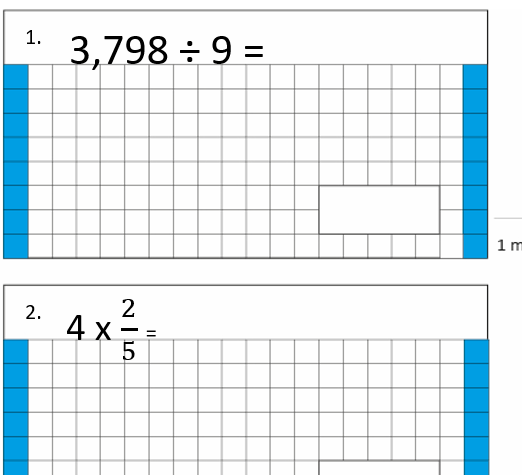 1. 3,798 ÷ 9 =
1 m
2. 4 x 2/5 =